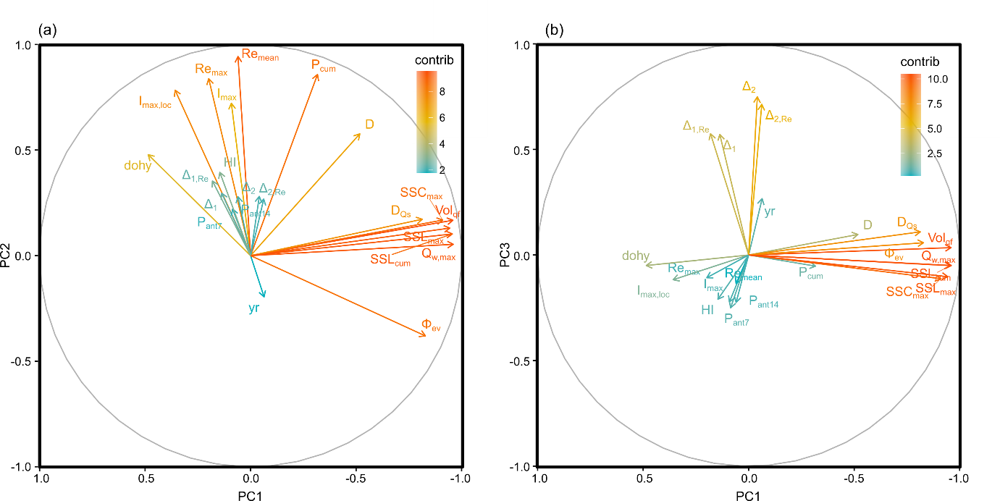 (a)
(b)
contrib
8
6
4
2
contrib
10.0
7.5
5.0
2.5
1.0
0.5
0.0
-0.5
-1.0
PC2
1.0
0.5
0.0
-0.5
-1.0
PC1
Re_mean
P_cum
Re_max
I_max
I_max,loc
D
dohy
HI
Δ_1,Re
Δ_2
Δ_2,Re
Δ_1
P_ant14
P_ant7
SSC_max
D_Qs
Vol_qf
SSL_max
Q_w,max
SSL_cum
yr
Φ_ev
1.0
0.5
0.0
-0.5
-1.0
PC3
1.0
0.5
0.0
-0.5
-1.0
PC1
Δ_2
Δ_2,Re
Δ_1,Re
Δ_1
yr
D
D_Qs
Vol_qf
Φ_ev
Q_w,max
dohy
Re_max
Re_mean
I_max
I_max,loc
P_cum
SSL_cum
SSL_max
SSC_max
HI
P_ant14
P_ant7